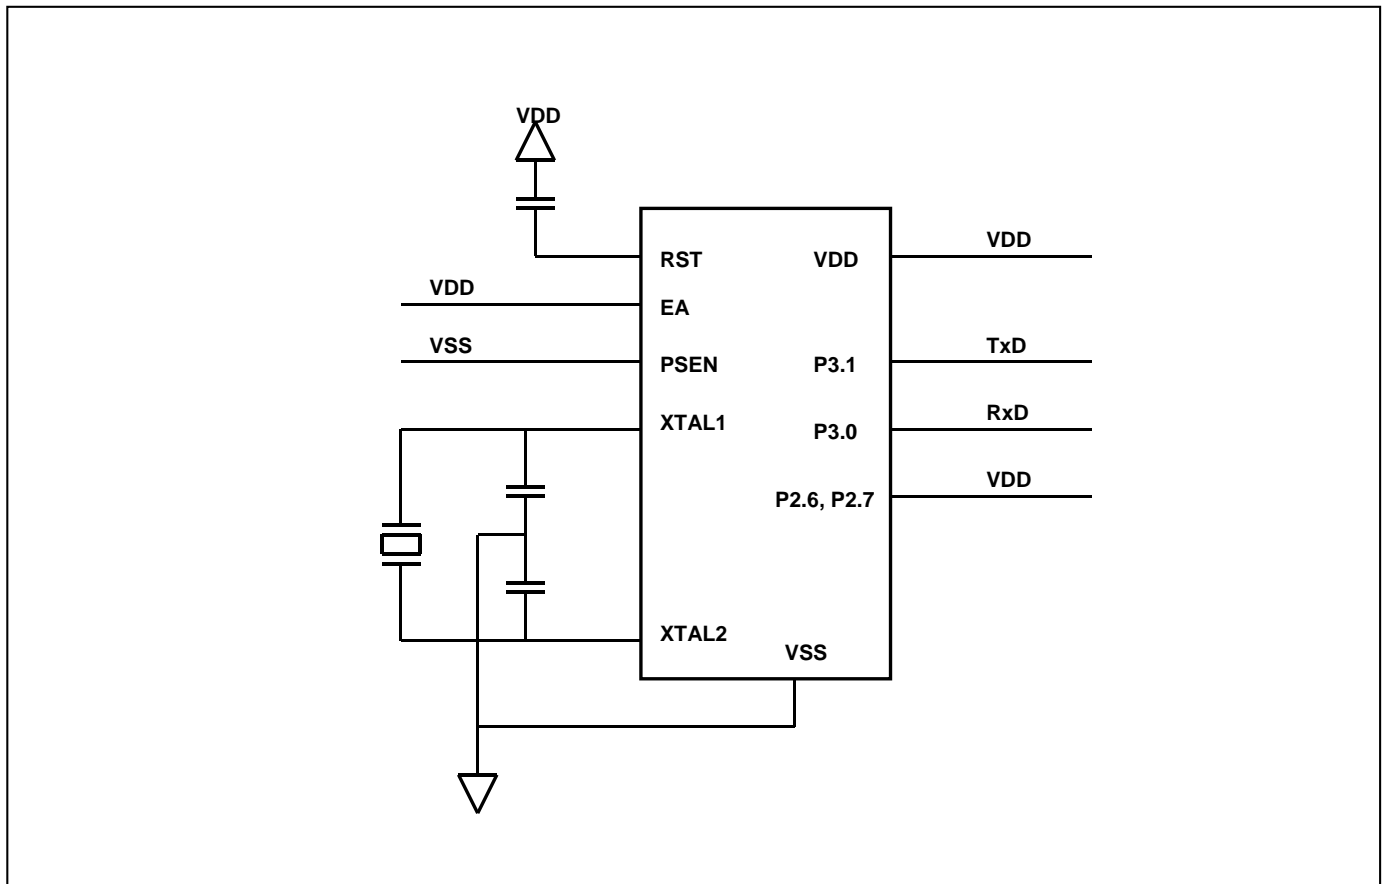 VDD
RST
VDD
VDD
VDD
EA
VSS
PSEN
P3.1
TxD
XTAL1
P3.0
RxD
P2.6, P2.7
VDD
XTAL2
VSS